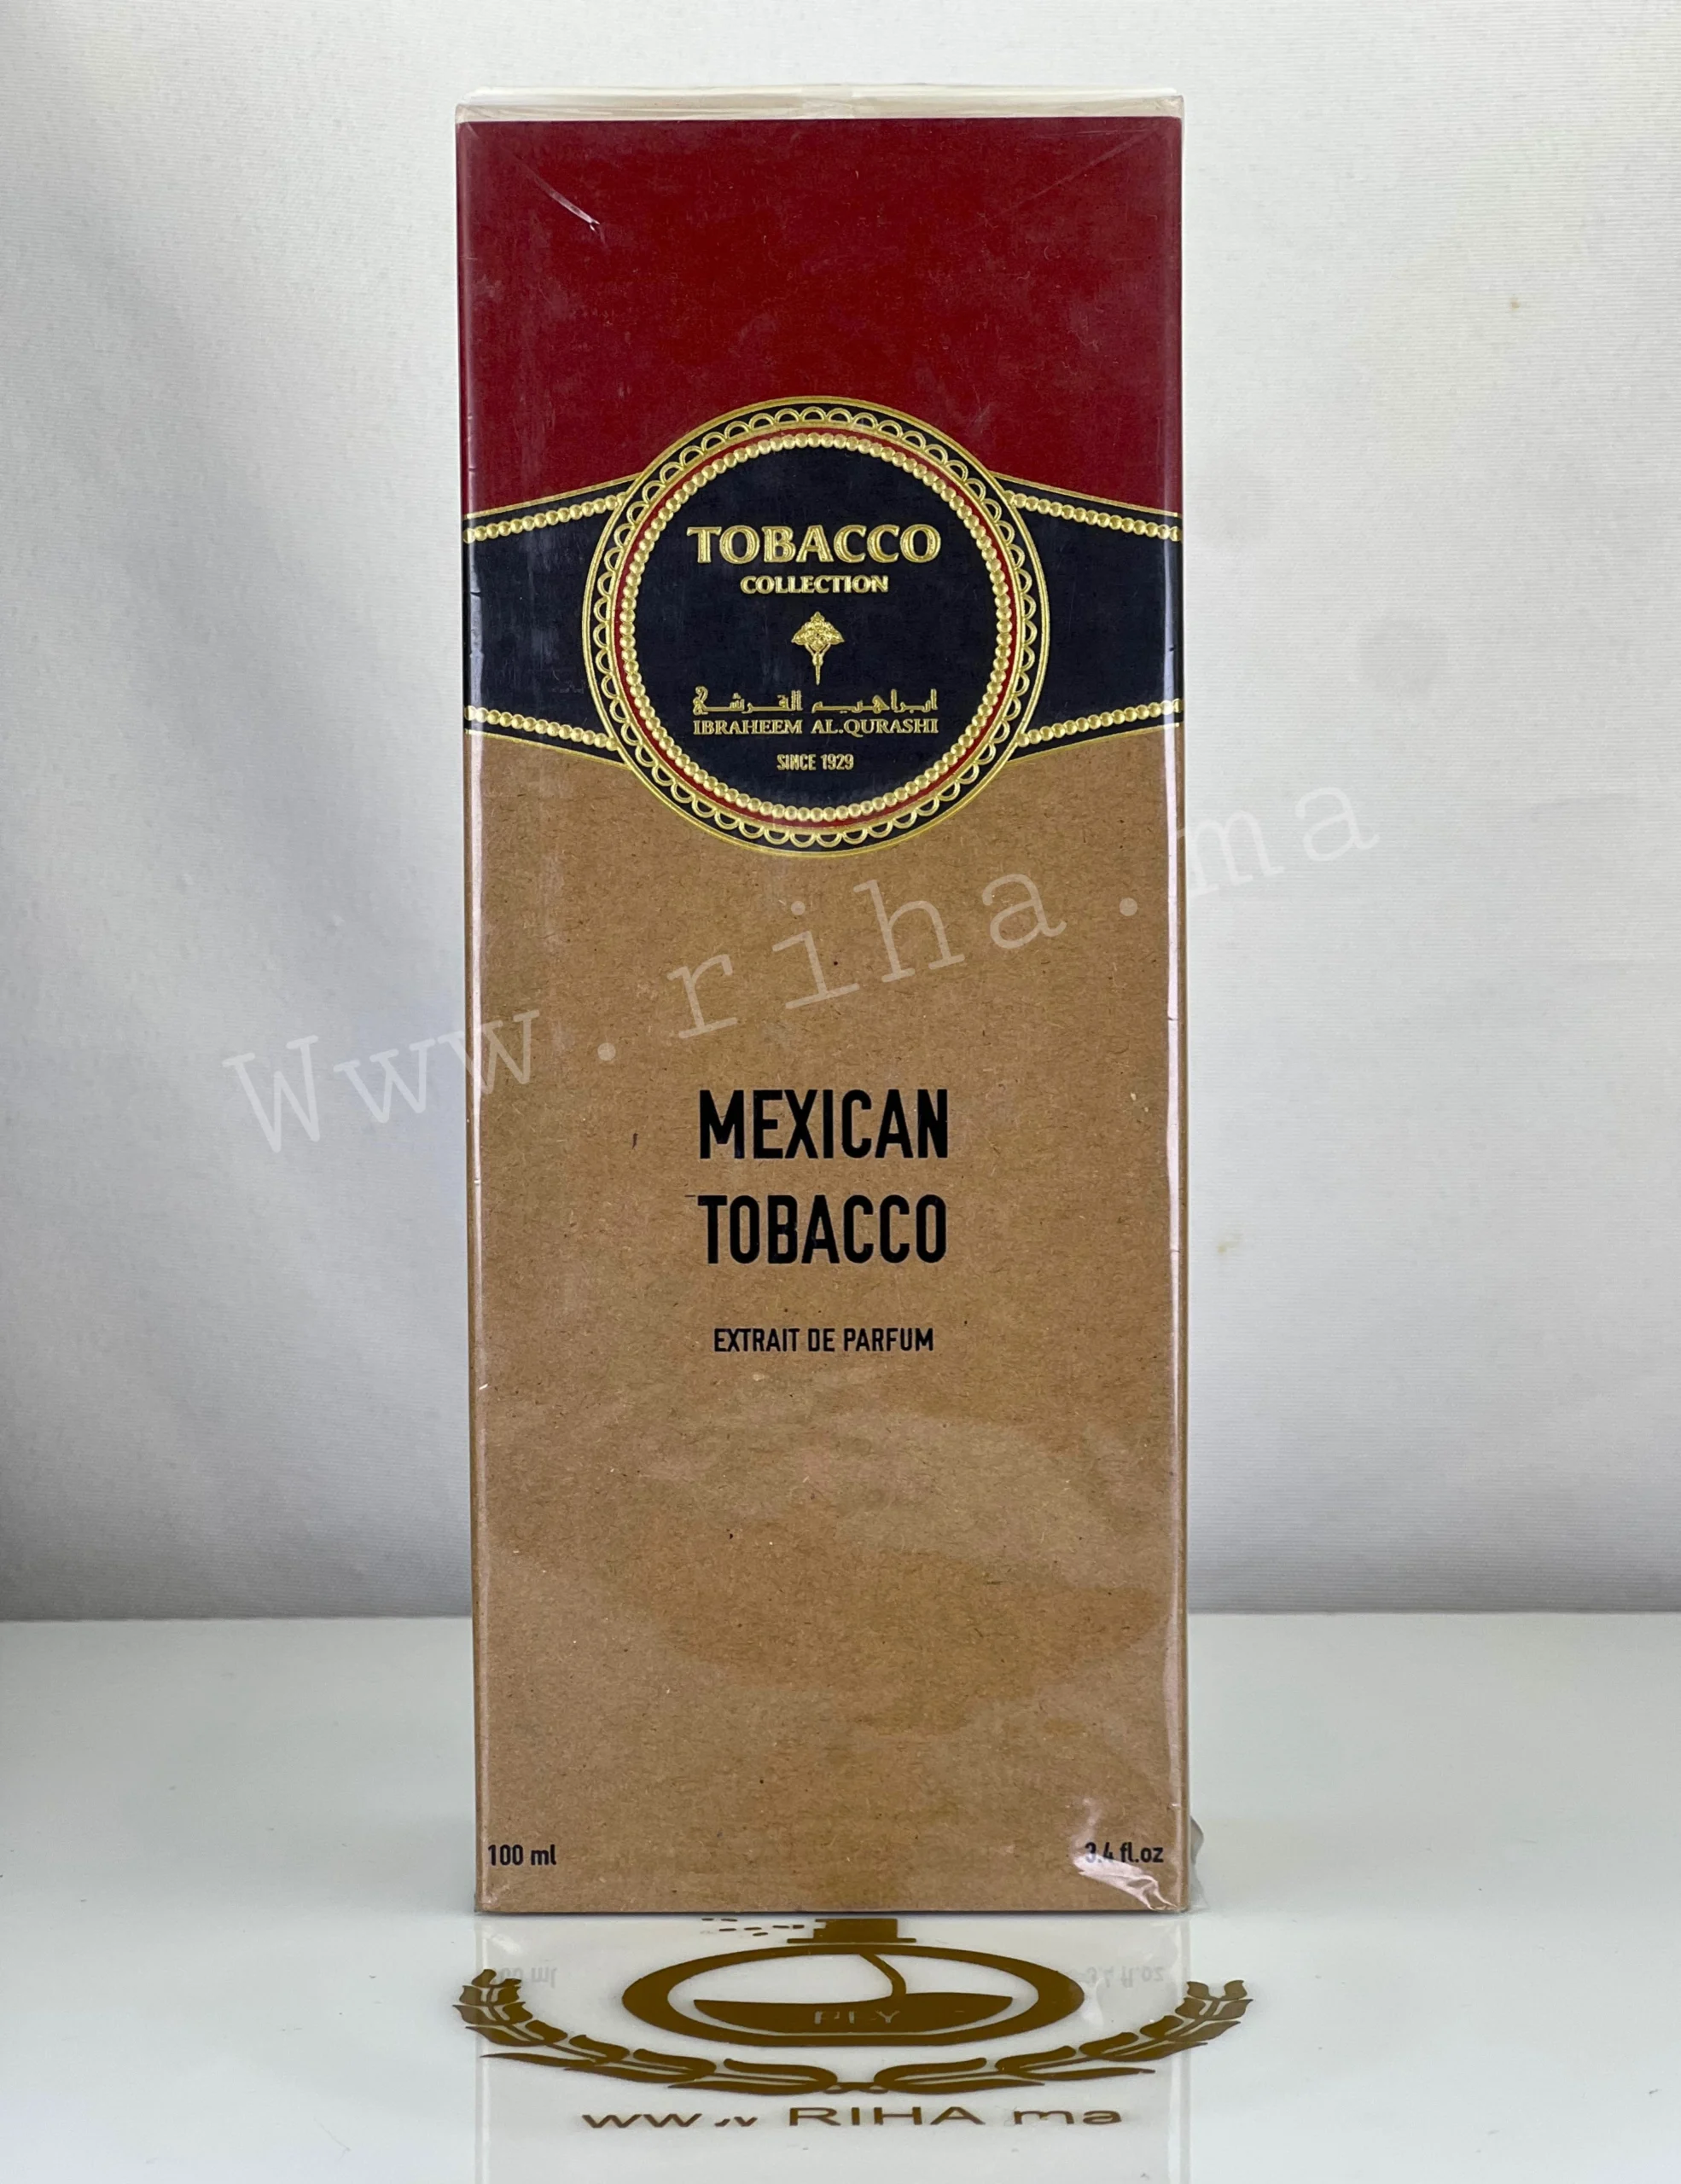 TOBACCO
COLLECTION
ابراهيم القرشي
IBRAHEEM AL.QURASHI
SINCE 1929
Www.riha.ma
MEXICAN
TOBACCO
EXTRAIT DE PARFUM
100 ml
3.4 fl.oz
RIHA ma